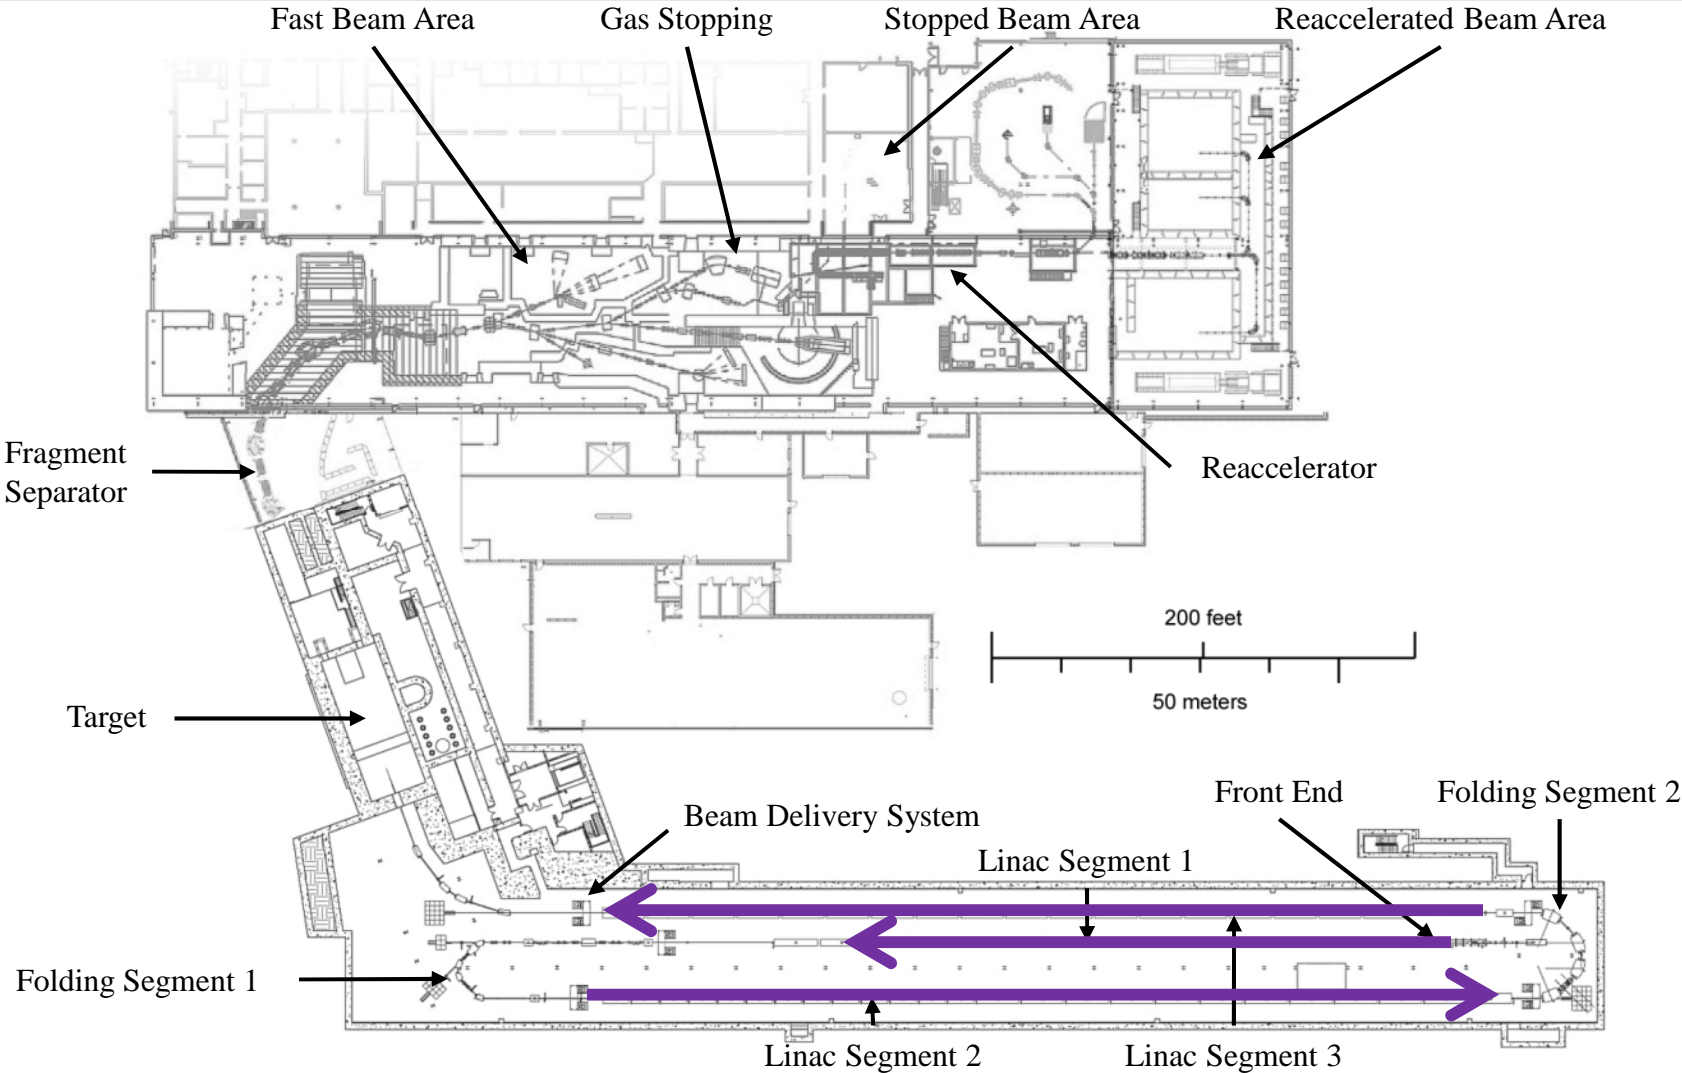 Fast Beam Area
Gas Stopping
Stopped Beam Area
Reaccelerated Beam Area
Fragment
Separator
Reaccelerator
200 feet
50 meters
Target
Front End
Folding Segment 2
Beam Delivery System
Linac Segment 1
Folding Segment 1
Linac Segment 2
Linac Segment 3